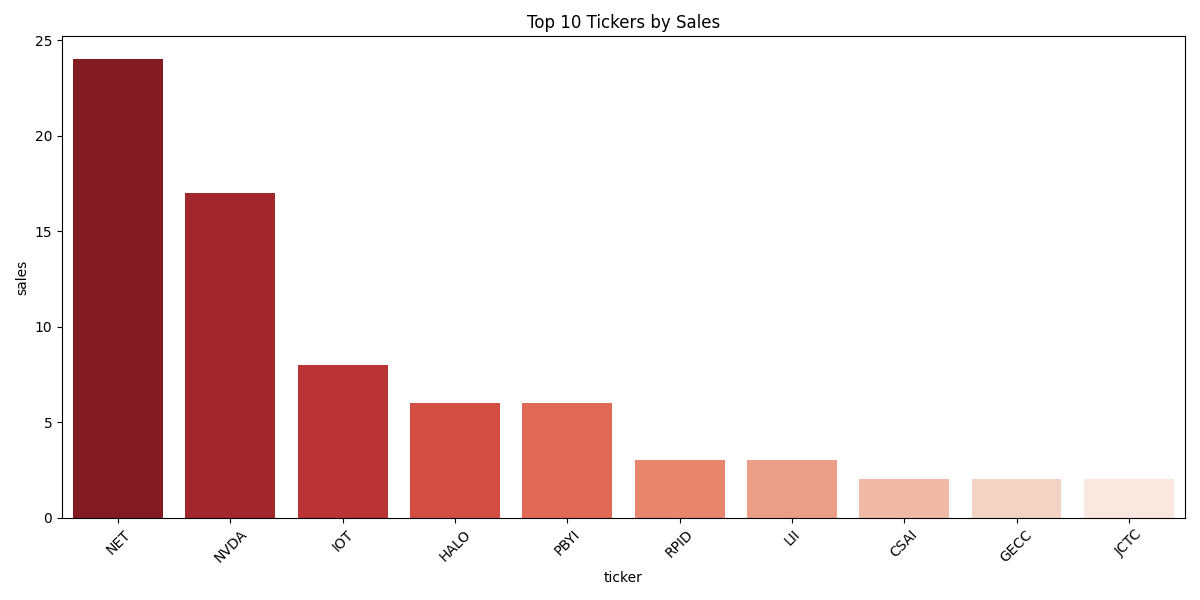 Top 10 Tickers by Sales
sales
25
20
15
10
5
0
NET NVDA IOT HALO PBYI RPID LII CSAI GECC JCTC
ticker